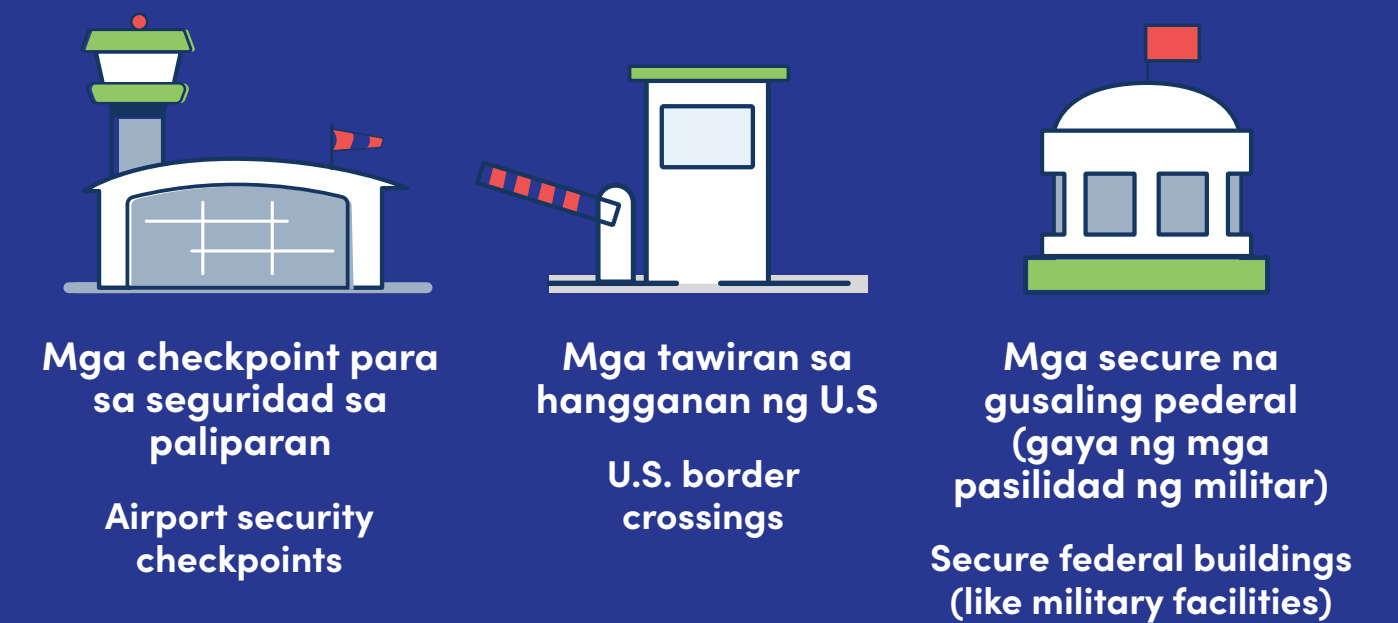 Mga checkpoint para
sa seguridad sa
paliparan
Airport security
checkpoints
Mga tawiran sa
hangganan ng U.S
U.S. border
crossings
Mga secure na
gusaling pederal
(gaya ng mga
pasilidad ng militar)
Secure federal buildings
(like military facilities)